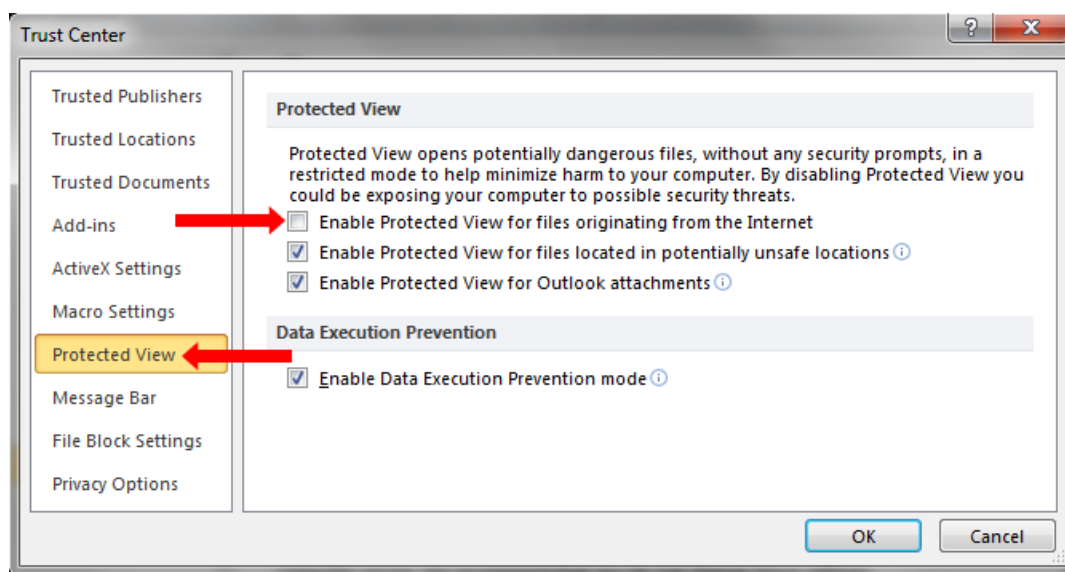 Trust Center
Trusted Publishers
Trusted Locations
Trusted Documents
Add-ins
ActiveX Settings
Macro Settings
Protected View
Message Bar
File Block Settings
Privacy Options
Protected View
Protected View opens potentially dangerous files, without any security prompts, in a
restricted mode to help minimize harm to your computer. By disabling Protected View you
could be exposing your computer to possible security threats.
Enable Protected View for files originating from the Internet
Enable Protected View for files located in potentially unsafe locations
Enable Protected View for Outlook attachments
Data Execution Prevention
Enable Data Execution Prevention mode
OK
Cancel